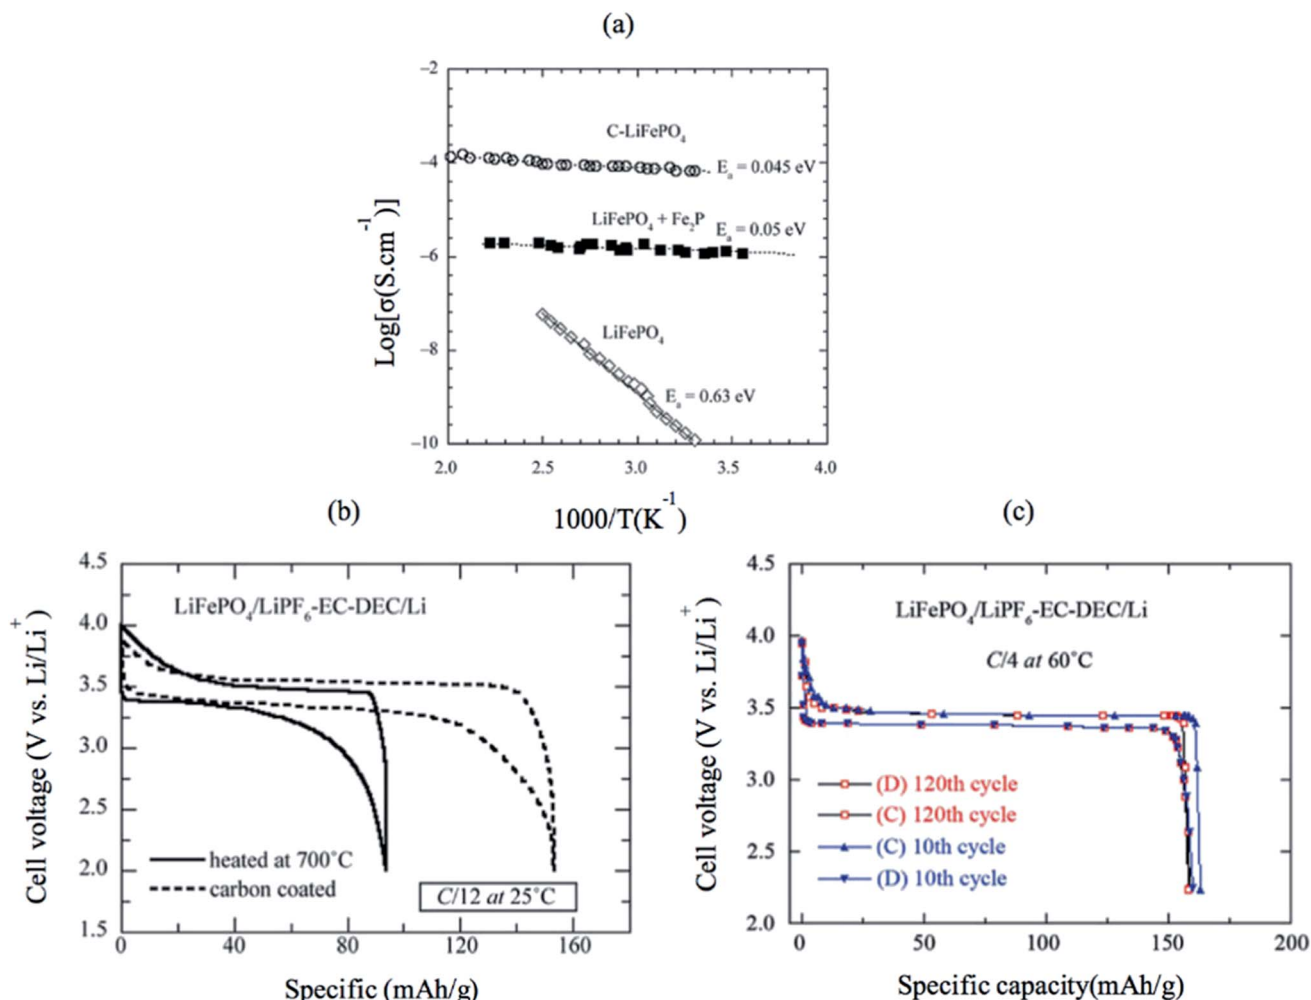 (a)
−2
C-LiFePO₄
−4
Eₐ = 0.045 eV
LiFePO₄ + Fe₂P
Eₐ = 0.05 eV
−6
LiFePO₄
−8
Eₐ = 0.63 eV
−10
Log[σ(S.cm⁻¹)]
2.0 2.5 3.0 3.5 4.0
1000/T(K⁻¹)
(b)
4.5
LiFePO₄/LiPF₆-EC-DEC/Li
4.0
3.5
3.0
2.5
heated at 700°C
2.0
carbon coated
C/12 at 25°C
1.5
Cell voltage (V vs. Li/Li⁺)
0 40 80 120 160
Specific (mAh/g)
(c)
4.5
LiFePO₄/LiPF₆-EC-DEC/Li
4.0
C/4 at 60°C
3.5
3.0
(D) 120th cycle
(C) 120th cycle
2.5
(C) 10th cycle
(D) 10th cycle
2.0
Cell voltage (V vs. Li/Li⁺)
0 50 100 150 200
Specific capacity(mAh/g)